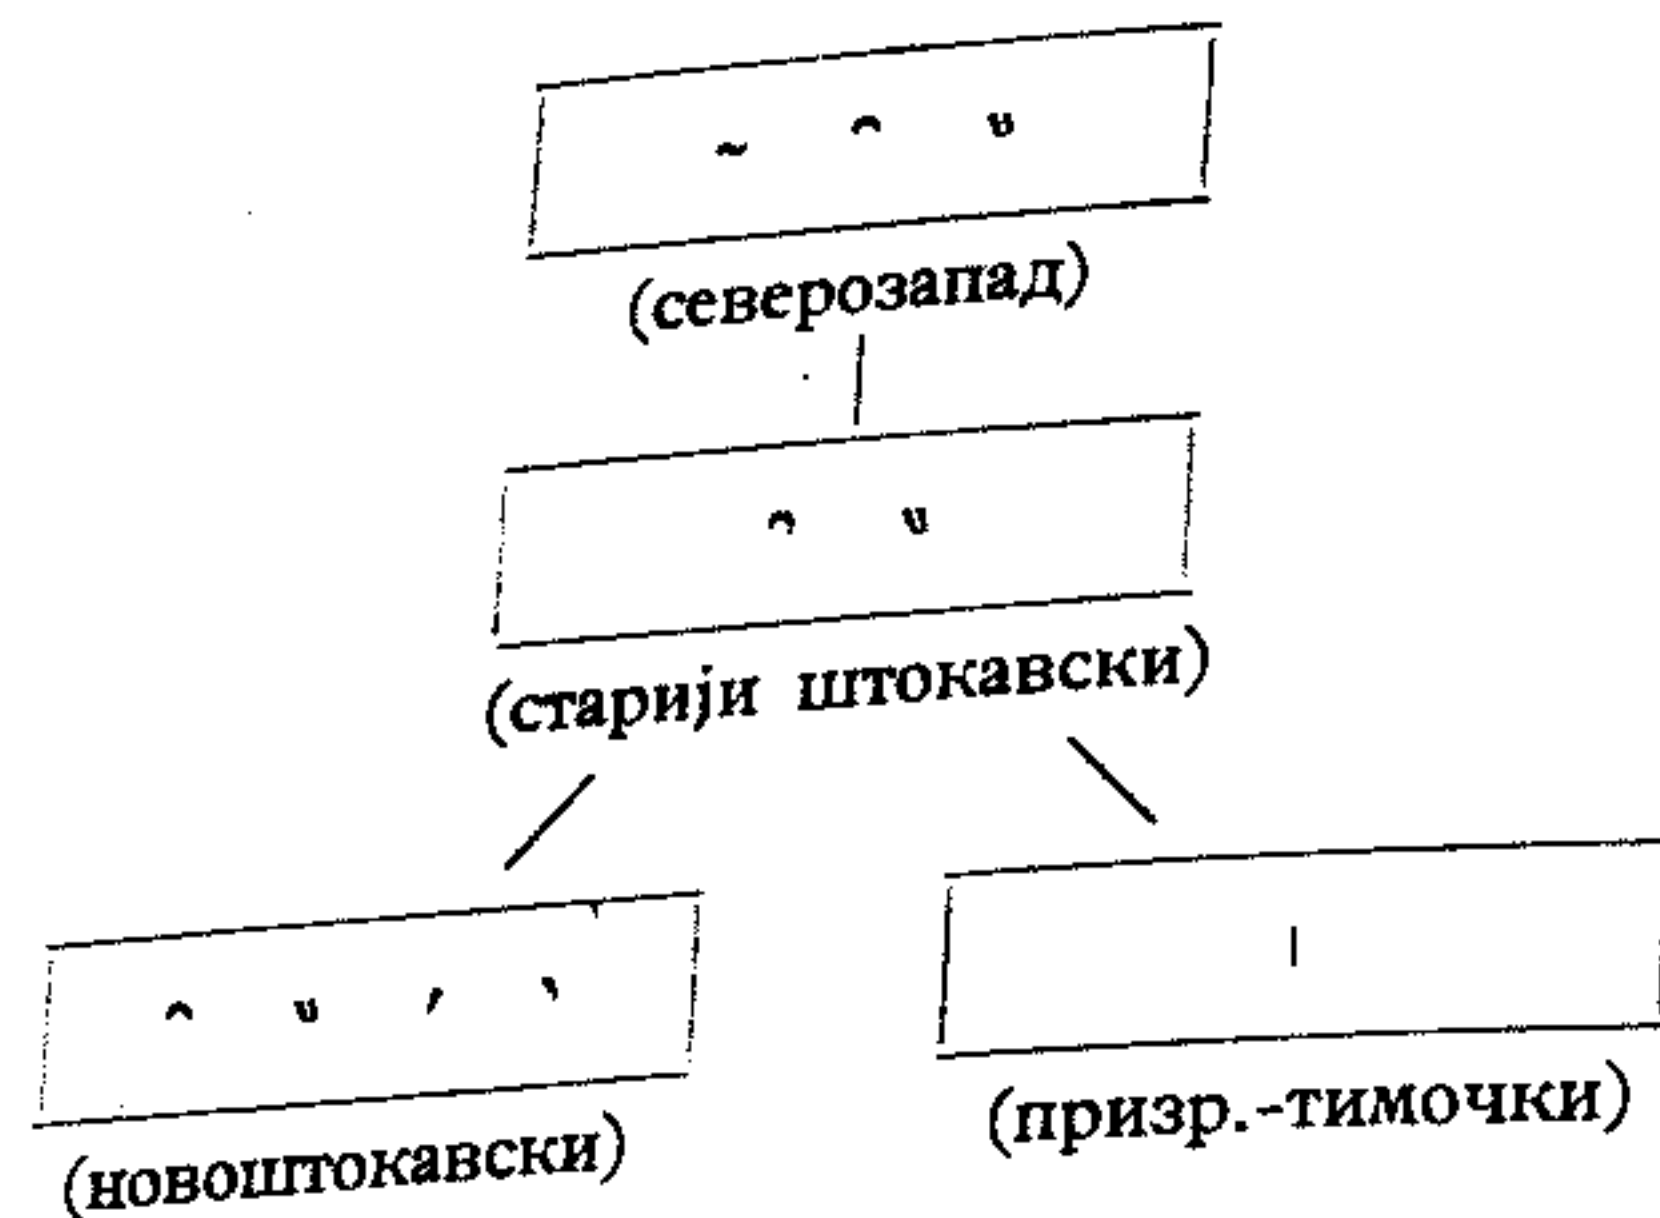 ~ ⌢ ̏
(северозапад)
⌢ ̏
(старији штокавски)
⌢ ̏ ́ ̀
|
(новоштокавски)
(призр.-тимочки)